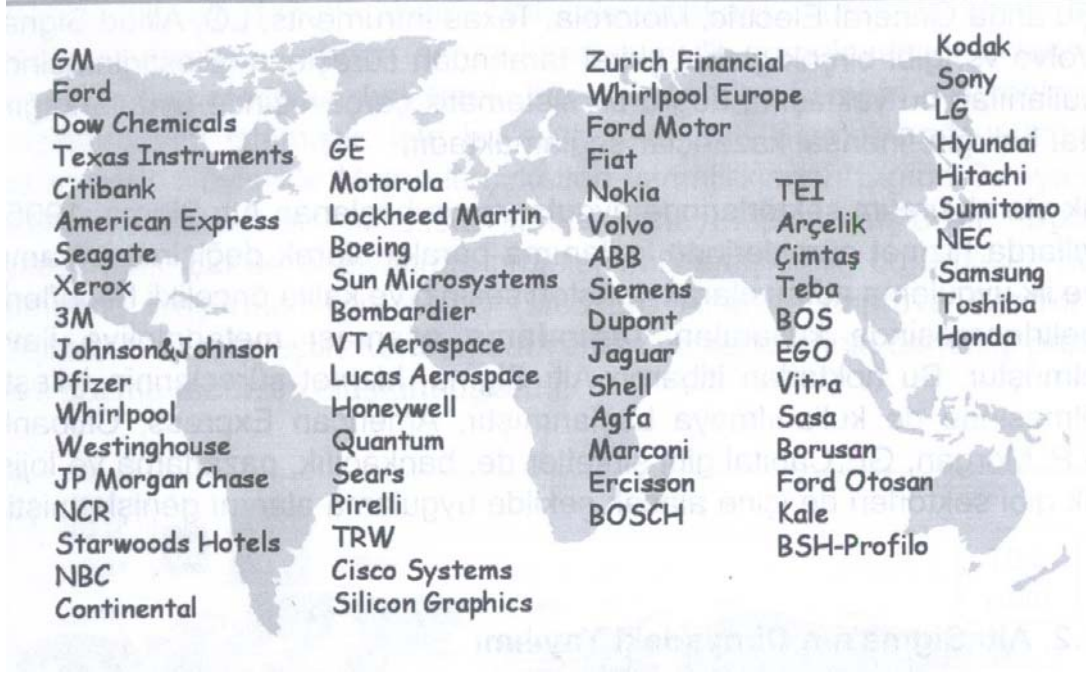 GM
Ford
Dow Chemicals
Texas Instruments
Citibank
American Express
Seagate
Xerox
3M
Johnson&Johnson
Pfizer
Whirlpool
Westinghouse
JP Morgan Chase
NCR
Starwoods Hotels
NBC
Continental
GE
Motorola
Lockheed Martin
Boeing
Sun Microsystems
Bombardier
VT Aerospace
Lucas Aerospace
Honeywell
Quantum
Sears
Pirelli
TRW
Cisco Systems
Silicon Graphics
Zurich Financial
Whirlpool Europe
Ford Motor
Fiat
Nokia
Volvo
ABB
Siemens
Dupont
Jaguar
Shell
Agfa
Marconi
Ercisson
BOSCH
TEI
Arçelik
Çimtaş
Teba
BOS
EGO
Vitra
Sasa
Borusan
Ford Otosan
Kale
BSH-Profilo
Kodak
Sony
LG
Hyundai
Hitachi
Sumitomo
NEC
Samsung
Toshiba
Honda